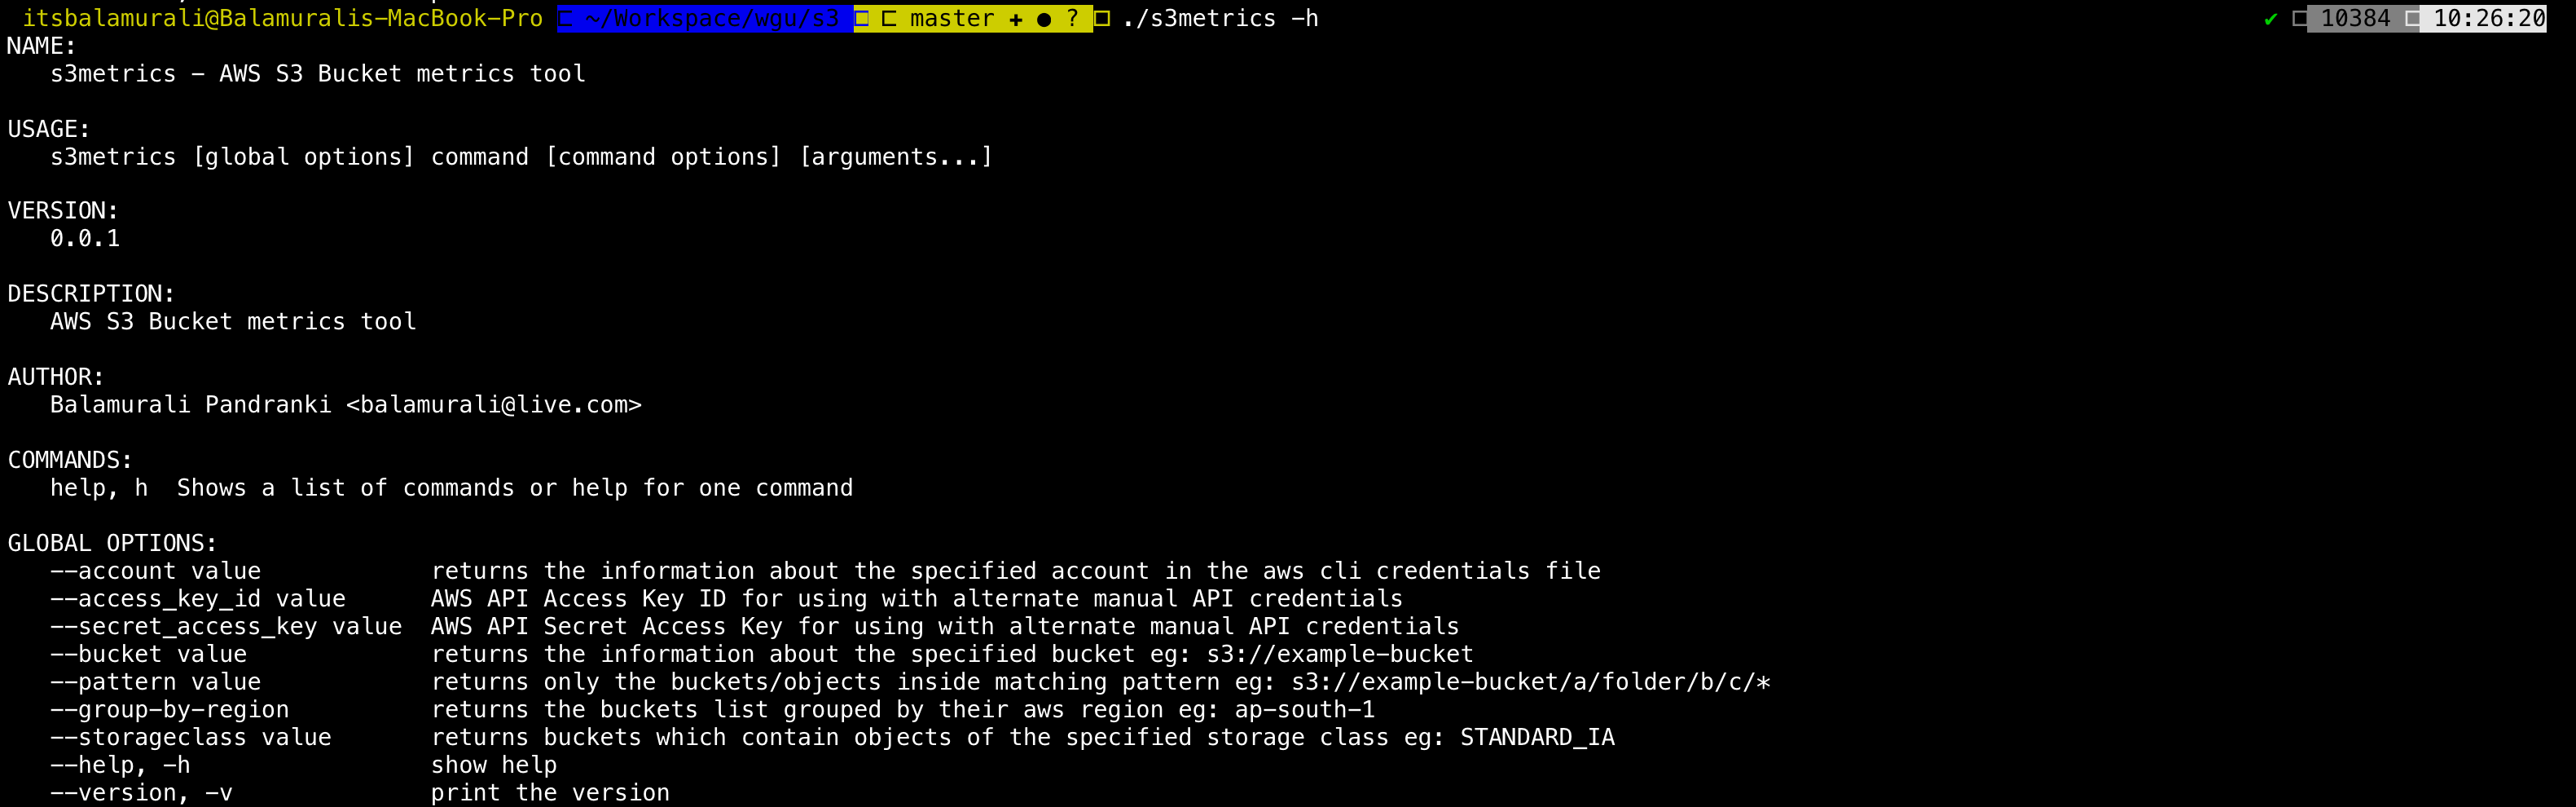 itsbalamurali@Balamuralis-MacBook-Pro ~/Workspace/wgu/s3 master ✚ ● ? ./s3metrics -h ✔ 10384 10:26:20
NAME:
   s3metrics - AWS S3 Bucket metrics tool

USAGE:
   s3metrics [global options] command [command options] [arguments...]

VERSION:
   0.0.1

DESCRIPTION:
   AWS S3 Bucket metrics tool

AUTHOR:
   Balamurali Pandranki <balamurali@live.com>

COMMANDS:
   help, h  Shows a list of commands or help for one command

GLOBAL OPTIONS:
   --account value            returns the information about the specified account in the aws cli credentials file
   --access_key_id value      AWS API Access Key ID for using with alternate manual API credentials
   --secret_access_key value  AWS API Secret Access Key for using with alternate manual API credentials
   --bucket value             returns the information about the specified bucket eg: s3://example-bucket
   --pattern value            returns only the buckets/objects inside matching pattern eg: s3://example-bucket/a/folder/b/c/*
   --group-by-region          returns the buckets list grouped by their aws region eg: ap-south-1
   --storageclass value       returns buckets which contain objects of the specified storage class eg: STANDARD_IA
   --help, -h                 show help
   --version, -v              print the version